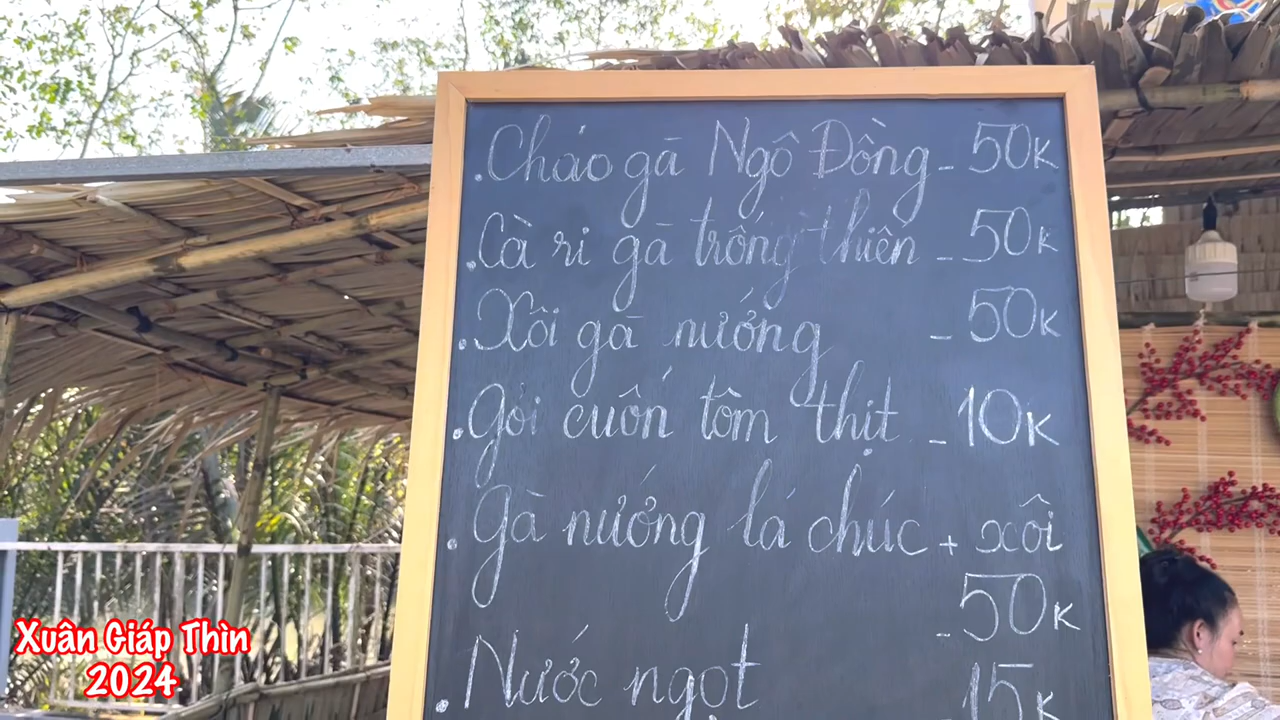 .Cháo gà Ngô Đồng - 50K
.Cà ri gà trống thiến - 50K
.Xôi gà nướng - 50K
.Gỏi cuốn tôm thịt - 10K
.Gà nướng lá chúc + xôi
- 50K
.Nước ngọt - 15K
Xuân Giáp Thìn
2024